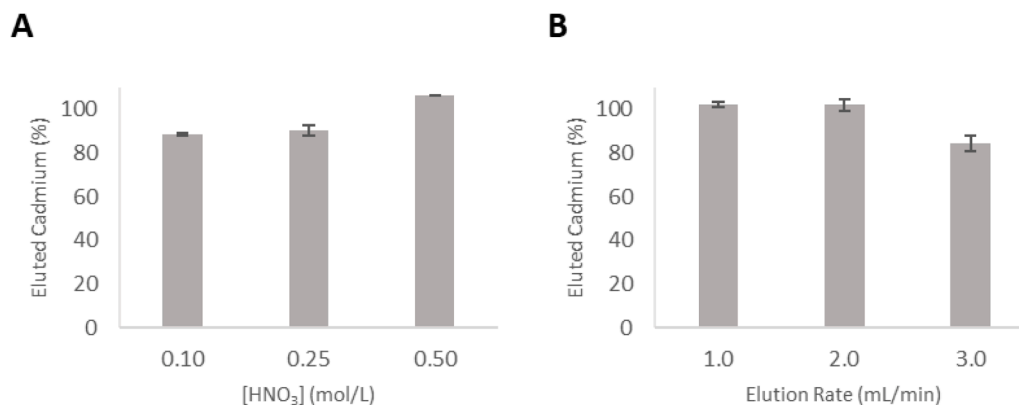 A
Eluted Cadmium (%)
100
80
60
40
20
0
0.10 0.25 0.50
[HNO₃] (mol/L)
B
Eluted Cadmium (%)
100
80
60
40
20
0
1.0 2.0 3.0
Elution Rate (mL/min)